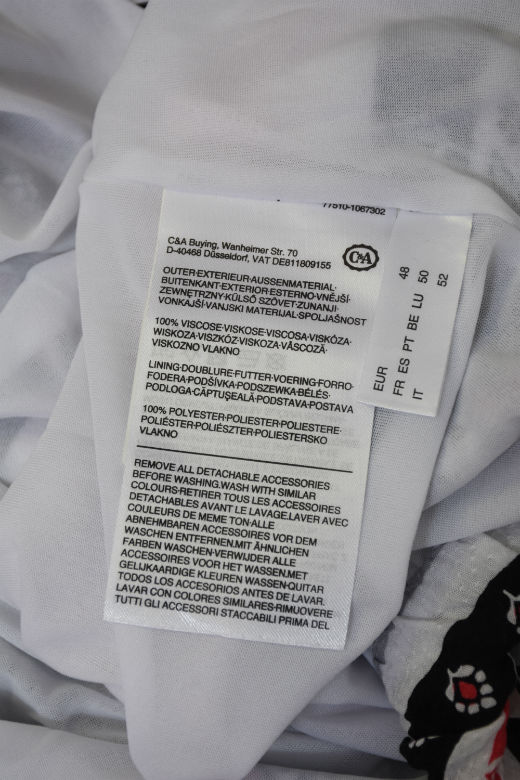 77510-1067302
C&A Buying, Wanheimer Str. 70
D-40468 Düsseldorf, VAT DE811809155
C&A
OUTER·EXTERIEUR·AUSSENMATERIAL·
BUITENKANT·EXTERIOR·ESTERNO·VNĚJŠÍ·
ZEWNĘTRZNY·KÜLSŐ SZÖVET·ZUNANJI·
VONKAJŠÍ·VANJSKI MATERIJAL·SPOLJAŠNOST
100% VISCOSE·VISKOSE·VISCOSA·VISKÓZA·
WISKOZA·VISZKÓZ·VISKOZA·VÂSCOZĂ·
VISKOZNO VLAKNO
LINING·DOUBLURE·FUTTER·VOERING·FORRO·
FODERA·PODŠÍVKA·PODSZEWKA·BÉLÉS·
PODLOGA·CĂPTUŞEALĂ·PODSTAVA·POSTAVA
100% POLYESTER·POLIESTER·POLIESTERE·
POLIÉSTER·POLIÉSZTER·POLIESTERSKO
VLAKNO
REMOVE ALL DETACHABLE ACCESSORIES
BEFORE WASHING.WASH WITH SIMILAR
COLOURS·RETIRER TOUS LES ACCESSOIRES
DETACHABLES AVANT LE LAVAGE.LAVER AVEC
COULEURS DE MEME TON·ALLE
ABNEHMBAREN ACCESSOIRES VOR DEM
WASCHEN ENTFERNEN.MIT ÄHNLICHEN
FARBEN WASCHEN·VERWIJDER ALLE
ACCESSOIRES VOOR HET WASSEN.MET
GELIJKAARDIGE KLEUREN WASSEN·QUITAR
TODOS LOS ACCESORIOS ANTES DE LAVAR.
LAVAR CON COLORES SIMILARES·RIMUOVERE
TUTTI GLI ACCESSORI STACCABILI PRIMA DEL
EUR 48
FR ES PT BE LU 50
IT 52